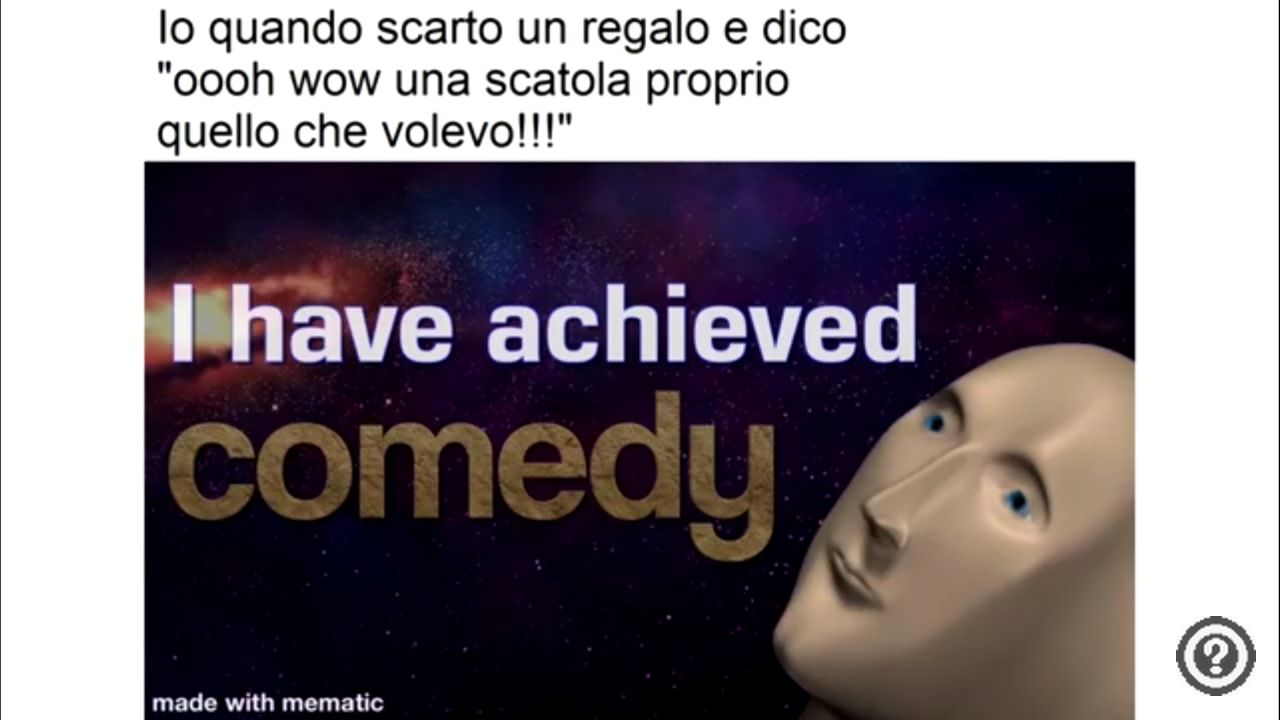 Io quando scarto un regalo e dico
"oooh wow una scatola proprio
quello che volevo!!!"
I have achieved
comedy
made with mematic
?